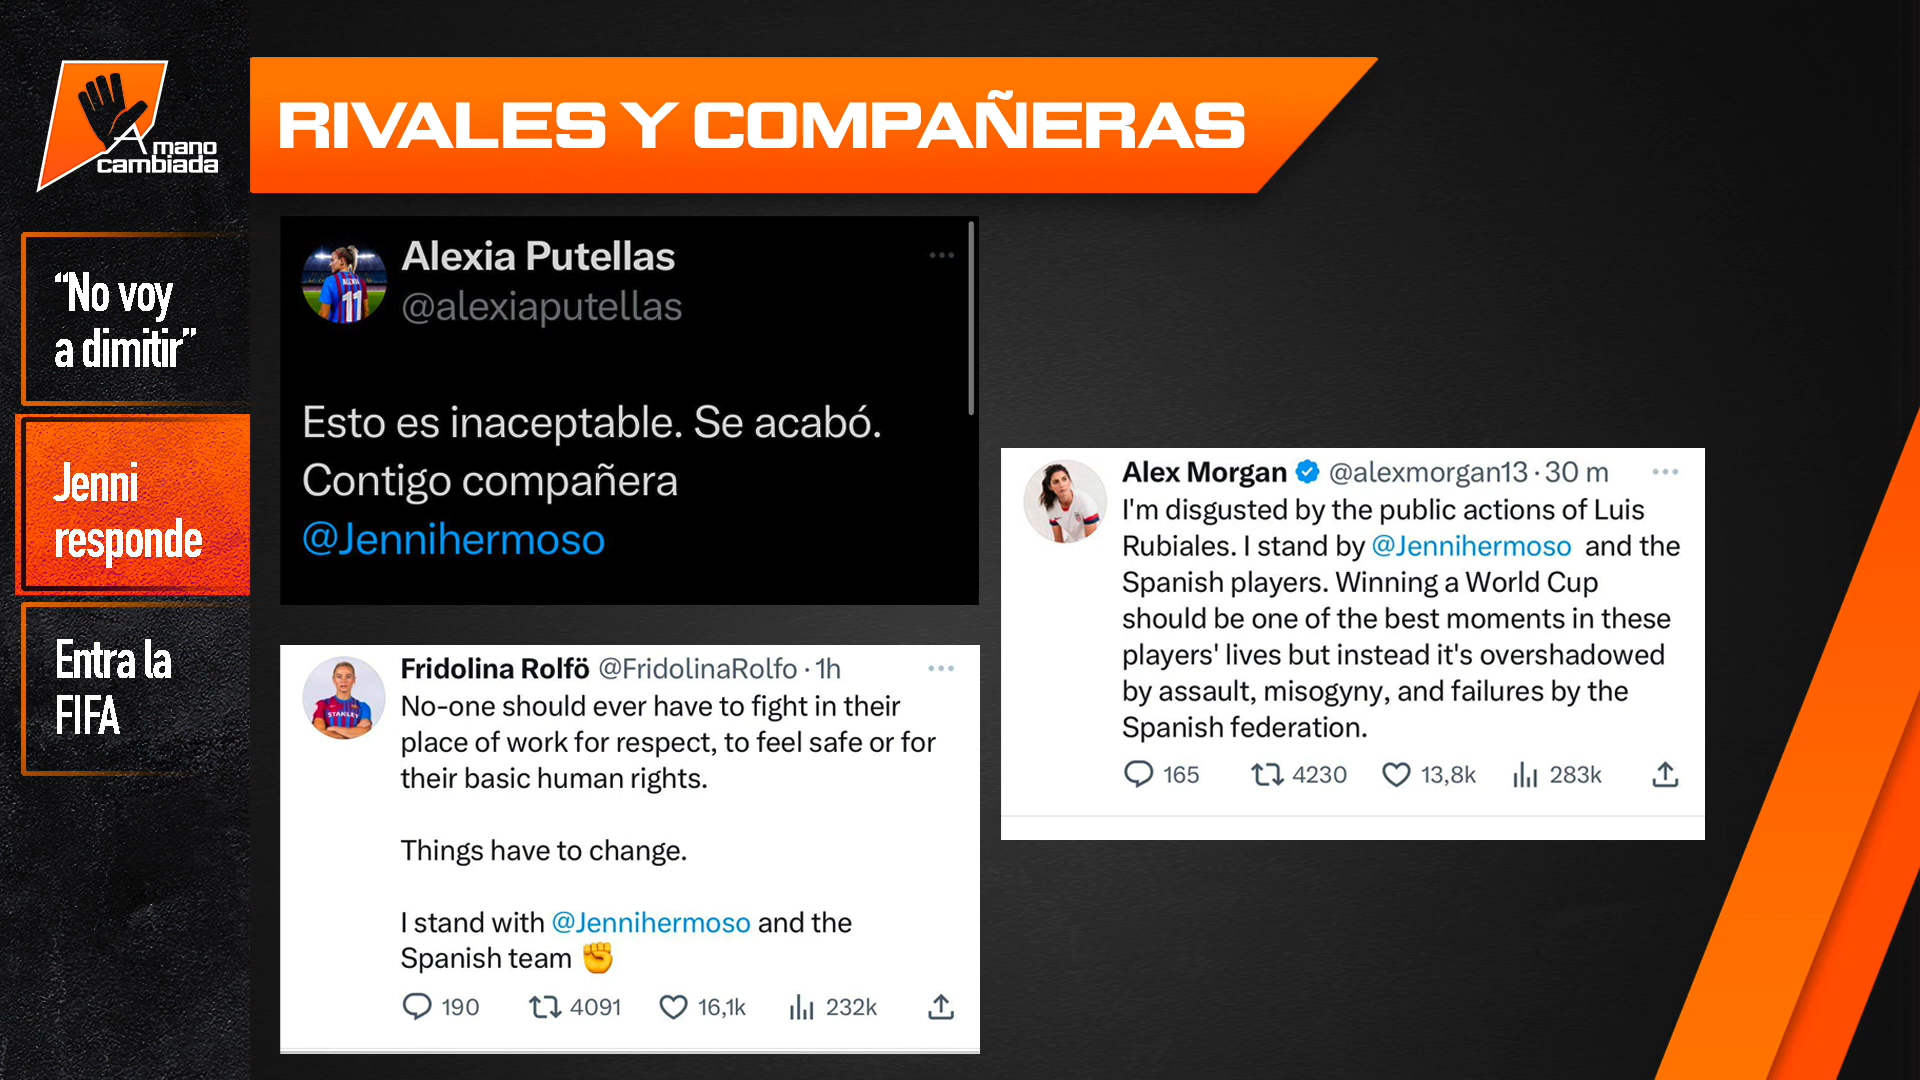 A mano
cambiada
RIVALES Y COMPAÑERAS
“No voy
a dimitir”
Jenni
responde
Entra la
FIFA
Alexia Putellas
@alexiaputellas
Esto es inaceptable. Se acabó.
Contigo compañera
@Jennihermoso
Fridolina Rolfö @FridolinaRolfo · 1h
No-one should ever have to fight in their
place of work for respect, to feel safe or for
their basic human rights.
Things have to change.
I stand with @Jennihermoso and the
Spanish team ✊
190 4091 16,1k 232k
Alex Morgan @alexmorgan13 · 30 m
I'm disgusted by the public actions of Luis
Rubiales. I stand by @Jennihermoso and the
Spanish players. Winning a World Cup
should be one of the best moments in these
players' lives but instead it's overshadowed
by assault, misogyny, and failures by the
Spanish federation.
165 4230 13,8k 283k